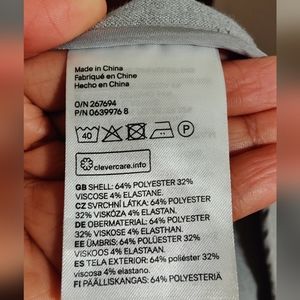 Made in China
Fabriqué en Chine
Hecho en China
O/N 267694
P/N 0639976 8
40
P
clevercare.info
GB SHELL: 64% POLYESTER 32%
VISCOSE 4% ELASTANE.
CZ SVRCHNÍ LÁTKA: 64% POLYESTER
32% VISKÓZA 4% ELASTHAN.
DE OBERMATERIAL: 64% POLYESTER
32% VISKOSE 4% ELASTHAN.
EE ÜMBRIS: 64% POLÜESTER 32%
VISKOOS 4% ELASTAAN.
ES TELA EXTERIOR: 64% poliéster 32%
viscosa 4% elastano.
FI PÄÄLLISKANGAS: 64% POLYESTERIÄ